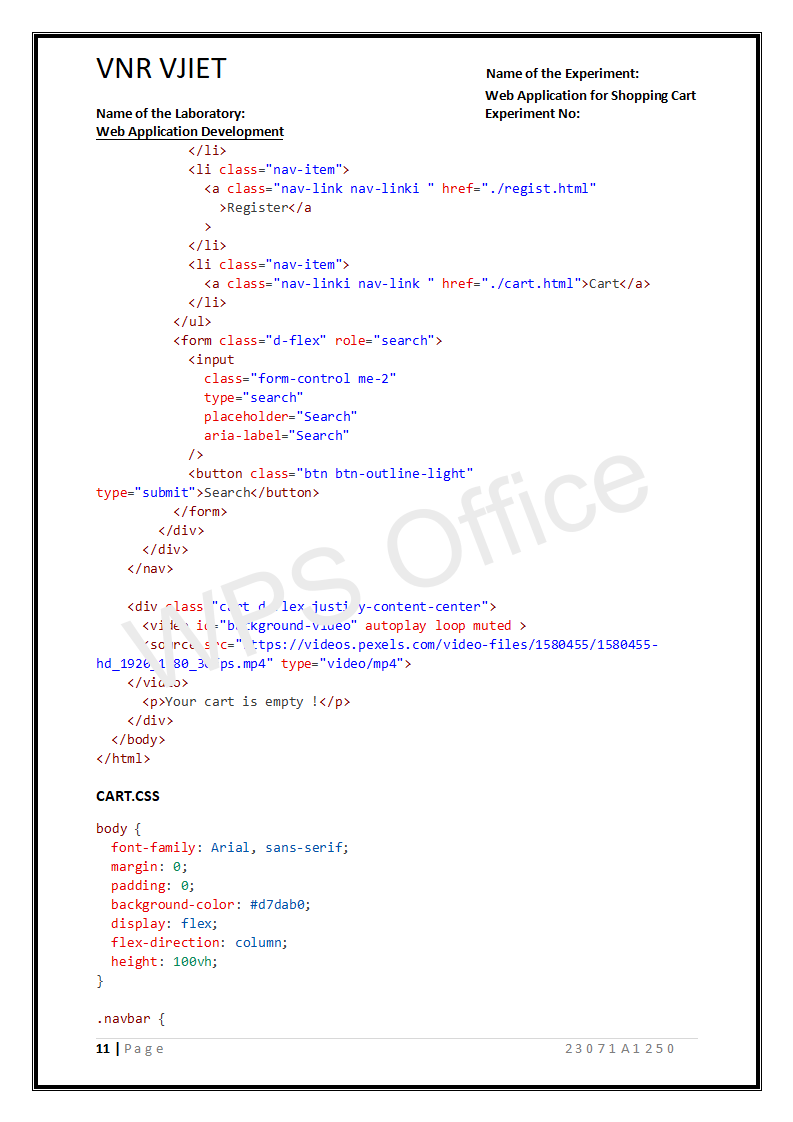 VNR VJIET
Name of the Experiment:
Web Application for Shopping Cart
Name of the Laboratory:
Experiment No:
Web Application Development
</li>
<li class="nav-item">
<a class="nav-link nav-linki " href="./regist.html"
>Register</a
>
</li>
<li class="nav-item">
<a class="nav-linki nav-link " href="./cart.html">Cart</a>
</li>
</ul>
<form class="d-flex" role="search">
<input
class="form-control me-2"
type="search"
placeholder="Search"
aria-label="Search"
/>
<button class="btn btn-outline-light"
type="submit">Search</button>
</form>
</div>
</div>
</nav>
<div class="cart d-flex justify-content-center">
<video id="background-video" autoplay loop muted >
<source src="https://videos.pexels.com/video-files/1580455/1580455-
hd_1920_1080_30fps.mp4" type="video/mp4">
</video>
<p>Your cart is empty !</p>
</div>
</body>
</html>
CART.CSS
body {
font-family: Arial, sans-serif;
margin: 0;
padding: 0;
background-color: #d7dab0;
display: flex;
flex-direction: column;
height: 100vh;
}
.navbar {
11 | Page
23071A1250
WPS Office